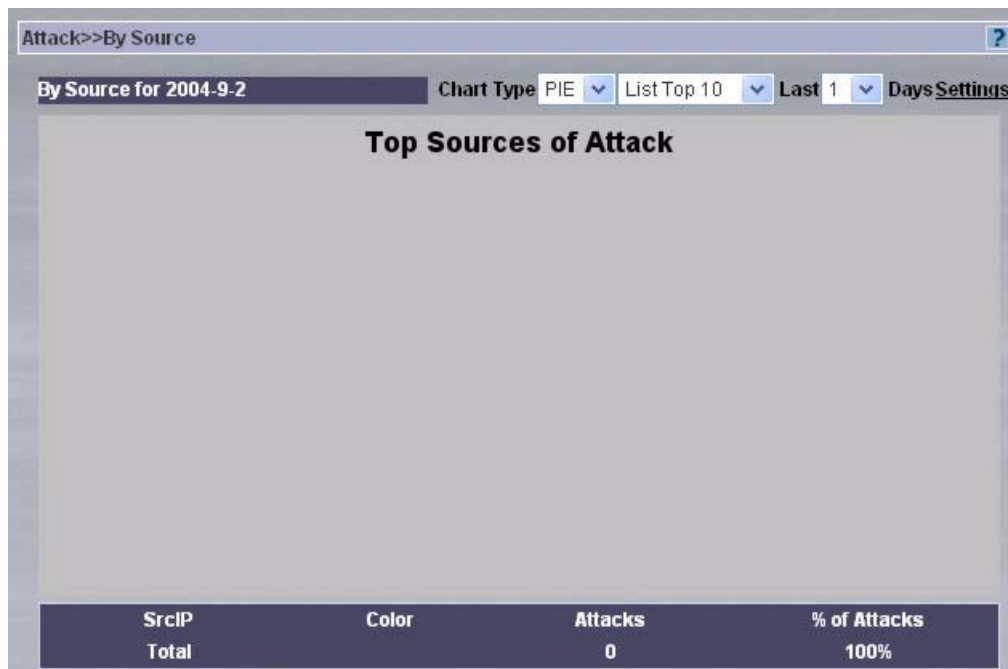 Attack>>By Source
?
By Source for 2004-9-2 Chart Type PIE List Top 10 Last 1 Days Settings
Top Sources of Attack
SrcIP Color Attacks % of Attacks
Total 0 100%